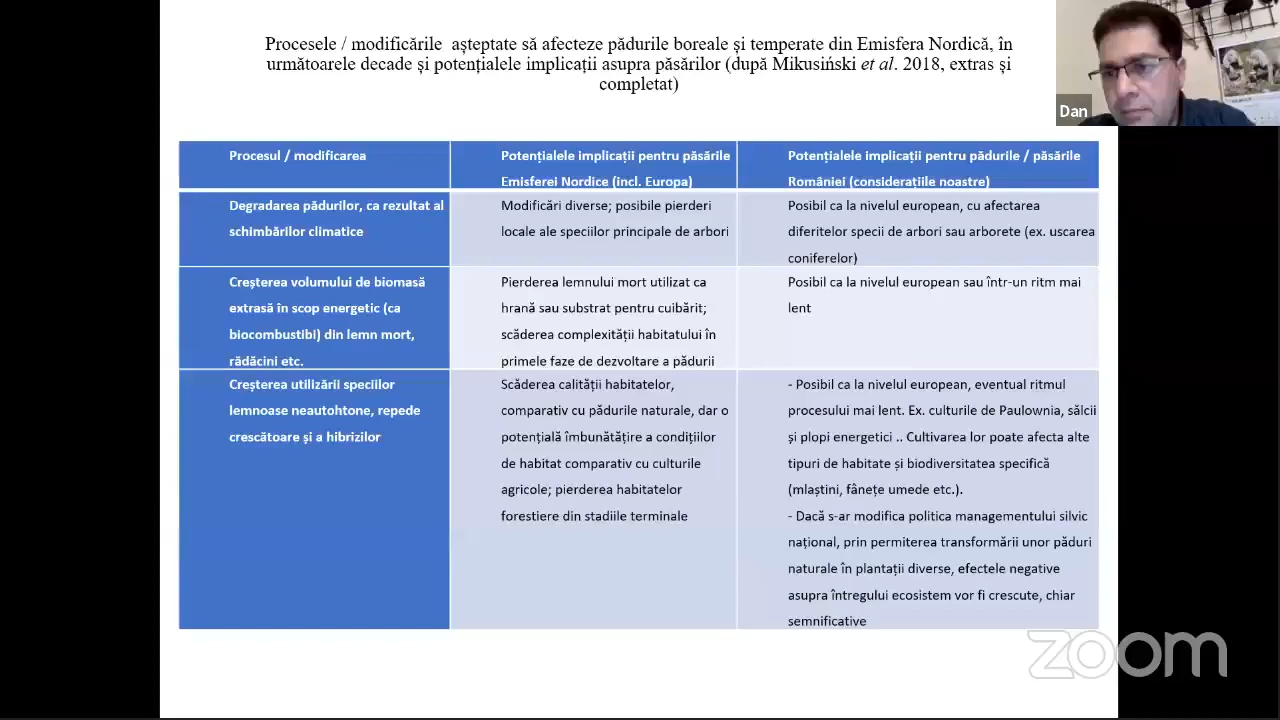 Procesele / modificările așteptate să afecteze pădurile boreale și temperate din Emisfera Nordică, în
următoarele decade și potențialele implicații asupra păsărilor (după Mikusiński et al. 2018, extras și
completat)
Dan
Procesul / modificarea
Potențialele implicații pentru păsările
Emisferei Nordice (incl. Europa)
Potențialele implicații pentru pădurile / păsările
României (considerațiile noastre)
Degradarea pădurilor, ca rezultat al
schimbărilor climatice
Modificări diverse; posibile pierderi
locale ale speciilor principale de arbori
Posibil ca la nivelul european, cu afectarea
diferitelor specii de arbori sau arborete (ex. uscarea
coniferelor)
Creșterea volumului de biomasă
extrasă în scop energetic (ca
biocombustibi) din lemn mort,
rădăcini etc.
Pierderea lemnului mort utilizat ca
hrană sau substrat pentru cuibărit;
scăderea complexității habitatului în
primele faze de dezvoltare a pădurii
Posibil ca la nivelul european sau într-un ritm mai
lent
Creșterea utilizării speciilor
lemnoase neautohtone, repede
crescătoare și a hibrizilor
Scăderea calității habitatelor,
comparativ cu pădurile naturale, dar o
potențială îmbunătățire a condițiilor
de habitat comparativ cu culturile
agricole; pierderea habitatelor
forestiere din stadiile terminale
- Posibil ca la nivelul european, eventual ritmul
procesului mai lent. Ex. culturile de Paulownia, sălcii
și plopi energetici .. Cultivarea lor poate afecta alte
tipuri de habitate și biodiversitatea specifică
(mlaștini, fânețe umede etc.).
- Dacă s-ar modifica politica managementului silvic
național, prin permiterea transformării unor păduri
naturale în plantații diverse, efectele negative
asupra întregului ecosistem vor fi crescute, chiar
semnificative
zoom